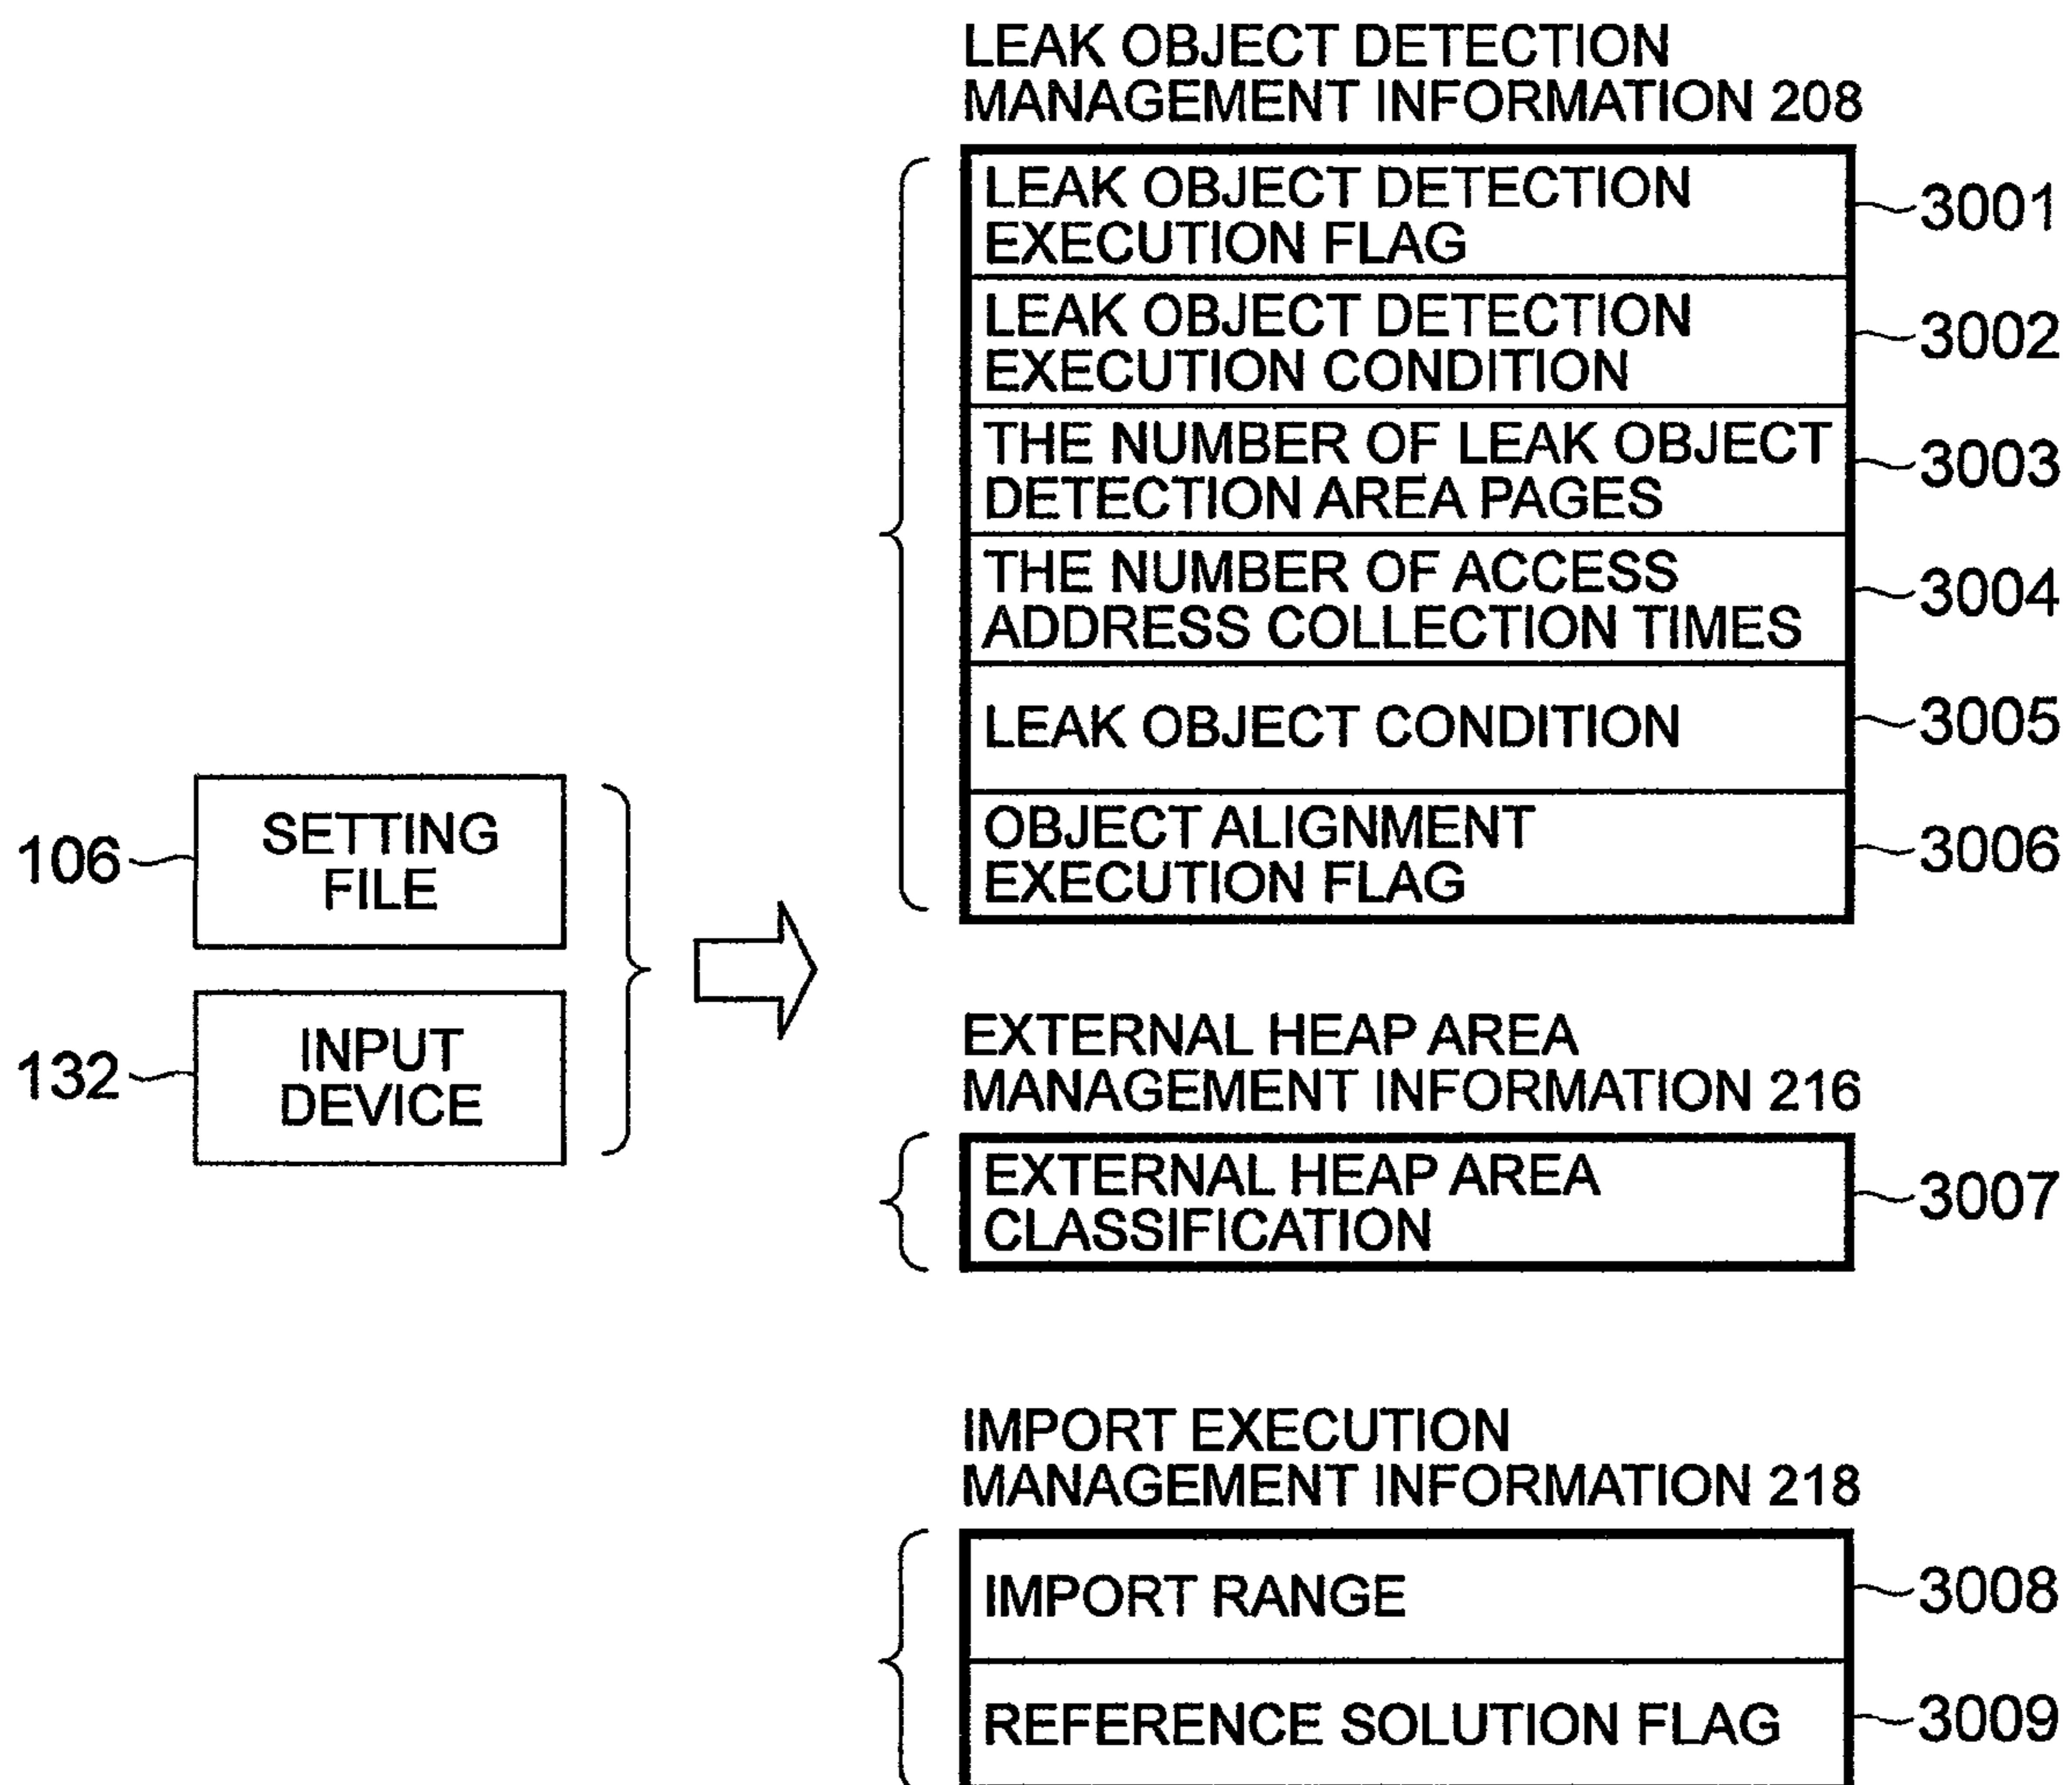 LEAK OBJECT DETECTION
MANAGEMENT INFORMATION 208
LEAK OBJECT DETECTION
EXECUTION FLAG
3001
LEAK OBJECT DETECTION
EXECUTION CONDITION
3002
THE NUMBER OF LEAK OBJECT
DETECTION AREA PAGES
3003
THE NUMBER OF ACCESS
ADDRESS COLLECTION TIMES
3004
LEAK OBJECT CONDITION
3005
OBJECT ALIGNMENT
EXECUTION FLAG
3006
106
SETTING
FILE
132
INPUT
DEVICE
EXTERNAL HEAP AREA
MANAGEMENT INFORMATION 216
EXTERNAL HEAP AREA
CLASSIFICATION
3007
IMPORT EXECUTION
MANAGEMENT INFORMATION 218
IMPORT RANGE
3008
REFERENCE SOLUTION FLAG
3009